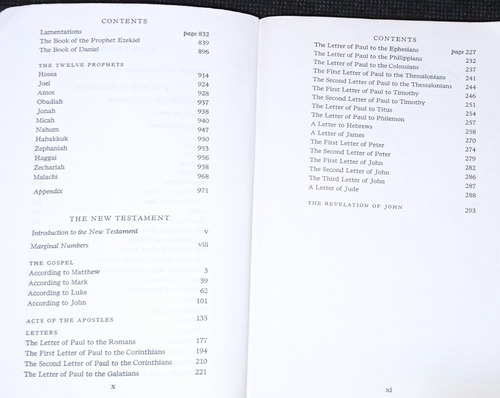 CONTENTS
Lamentations page 832
The Book of the Prophet Ezekiel 839
The Book of Daniel 896
THE TWELVE PROPHETS
Hosea 914
Joel 924
Amos 928
Obadiah 937
Jonah 938
Micah 940
Nahum 947
Habakkuk 950
Zephaniah 953
Haggai 956
Zechariah 958
Malachi 968
Appendix 971
THE NEW TESTAMENT
Introduction to the New Testament v
Marginal Numbers viii
THE GOSPEL
According to Matthew 3
According to Mark 39
According to Luke 62
According to John 101
ACTS OF THE APOSTLES 135
LETTERS
The Letter of Paul to the Romans 177
The First Letter of Paul to the Corinthians 194
The Second Letter of Paul to the Corinthians 210
The Letter of Paul to the Galatians 221
x
CONTENTS
The Letter of Paul to the Ephesians page 227
The Letter of Paul to the Philippians 232
The Letter of Paul to the Colossians 237
The First Letter of Paul to the Thessalonians 241
The Second Letter of Paul to the Thessalonians 244
The First Letter of Paul to Timothy 246
The Second Letter of Paul to Timothy 251
The Letter of Paul to Titus 254
The Letter of Paul to Philemon 257
A Letter to Hebrews 258
A Letter of James 270
The First Letter of Peter 274
The Second Letter of Peter 279
The First Letter of John 282
The Second Letter of John 286
The Third Letter of John 287
A Letter of Jude 288
THE REVELATION OF JOHN 293
xi